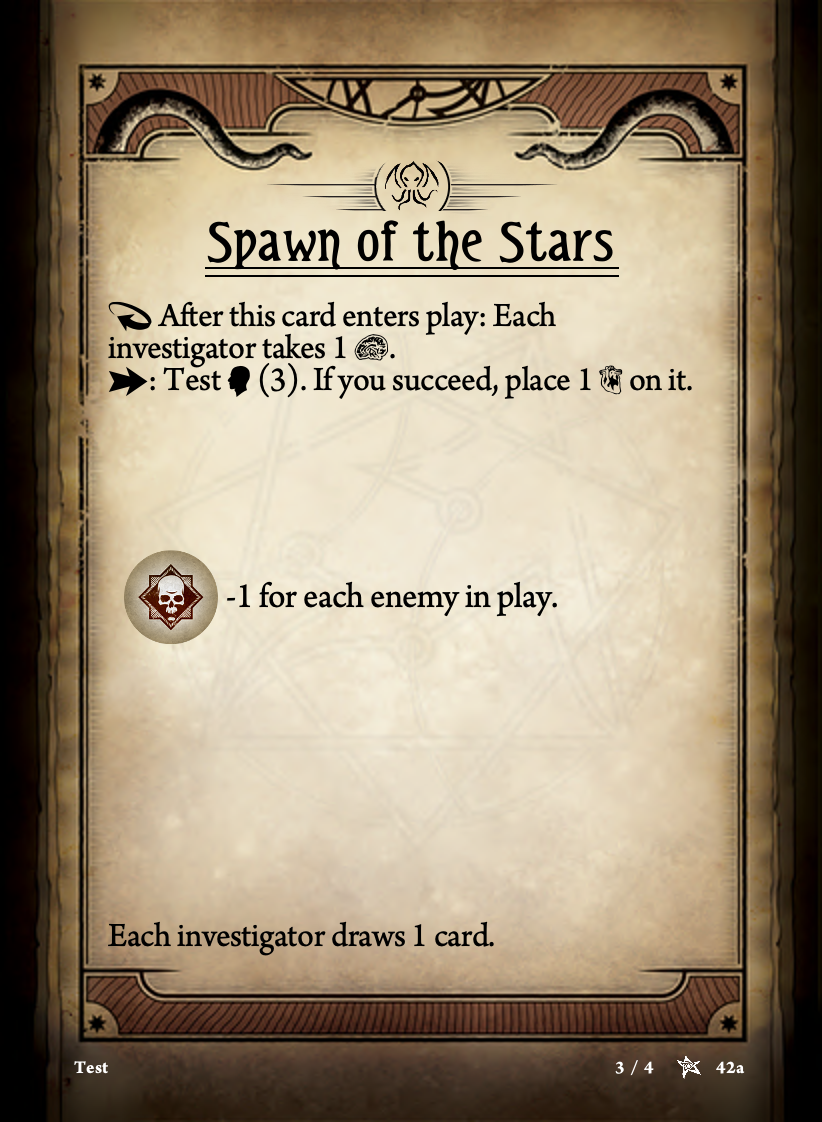 Spawn of the Stars
After this card enters play: Each
investigator takes 1 .
: Test (3). If you succeed, place 1 on it.
-1 for each enemy in play.
Each investigator draws 1 card.
Test
3 / 4 42a